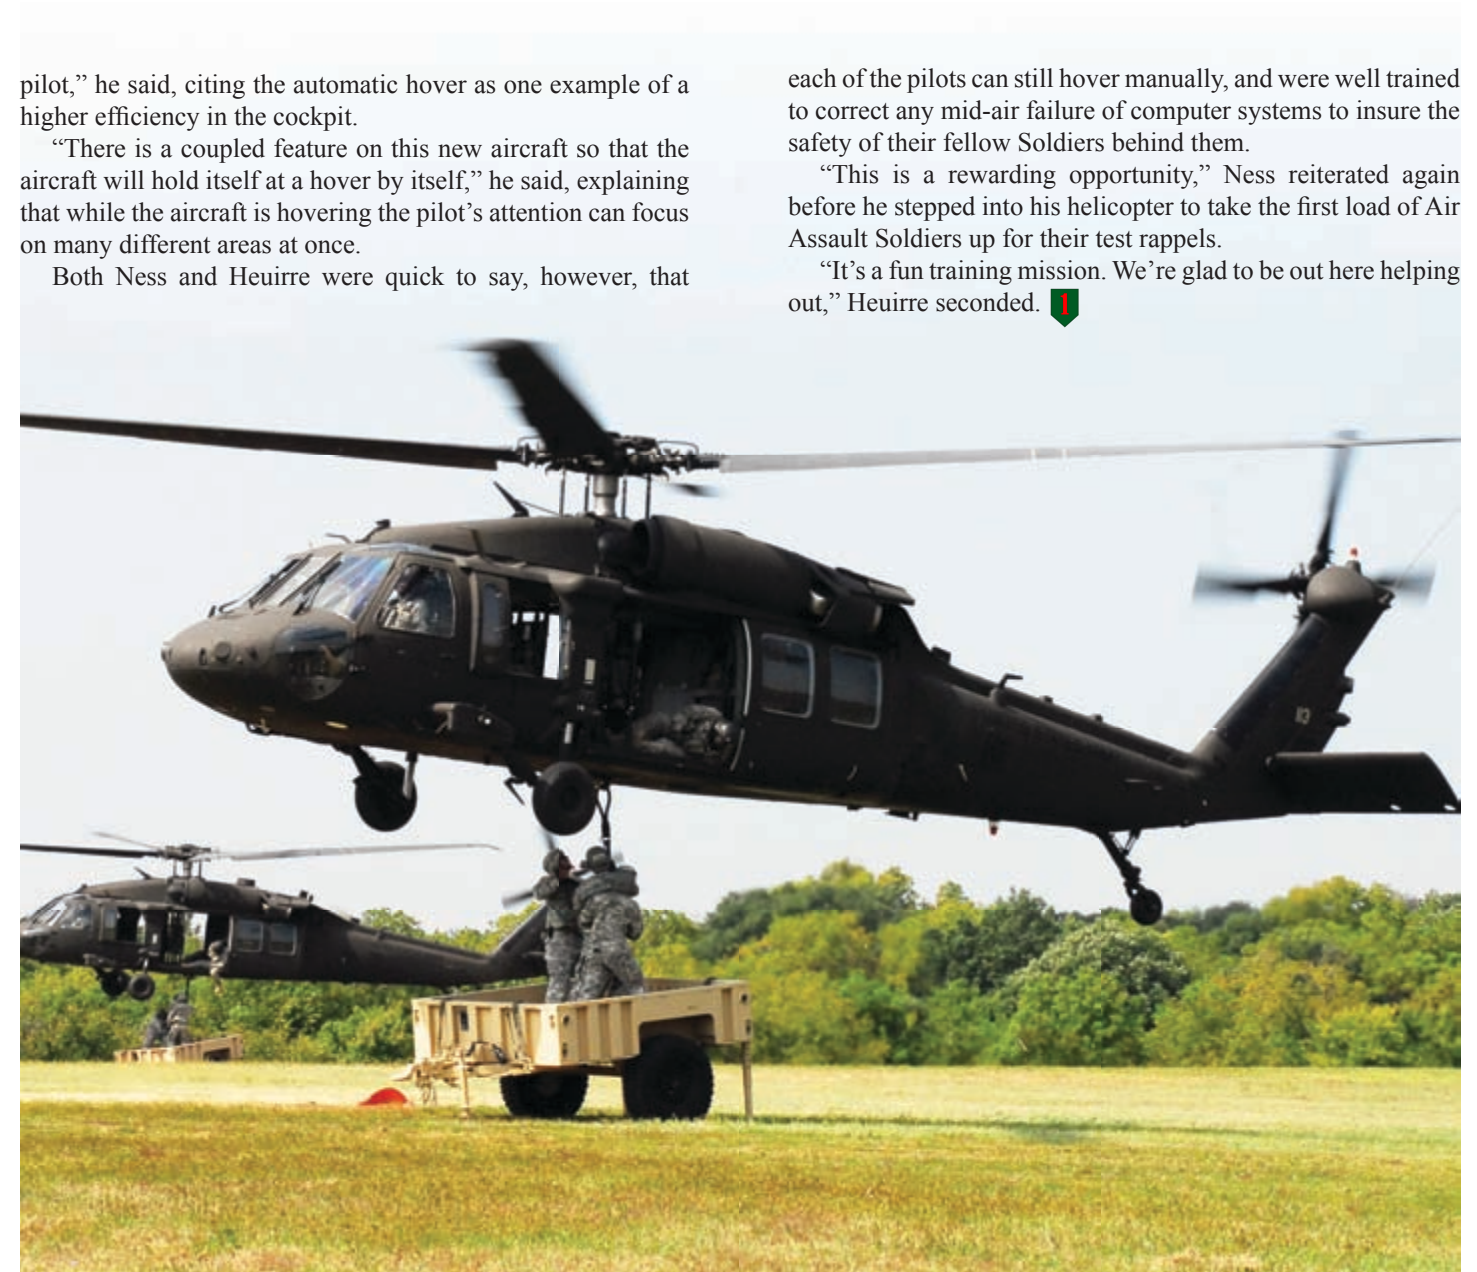 pilot,” he said, citing the automatic hover as one example of a
higher efficiency in the cockpit.
“There is a coupled feature on this new aircraft so that the
aircraft will hold itself at a hover by itself,” he said, explaining
that while the aircraft is hovering the pilot’s attention can focus
on many different areas at once.
Both Ness and Heuirre were quick to say, however, that
each of the pilots can still hover manually, and were well trained
to correct any mid-air failure of computer systems to insure the
safety of their fellow Soldiers behind them.
“This is a rewarding opportunity,” Ness reiterated again
before he stepped into his helicopter to take the first load of Air
Assault Soldiers up for their test rappels.
“It’s a fun training mission. We’re glad to be out here helping
out,” Heuirre seconded. 1
113